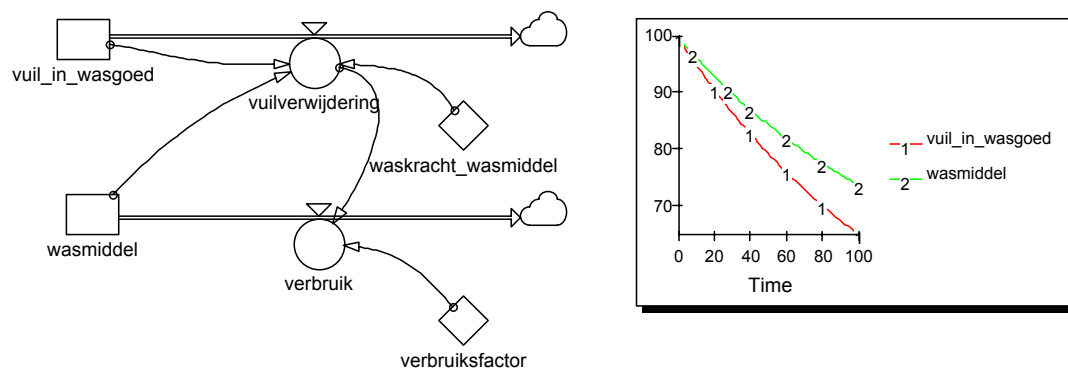 vuil_in_wasgoed
vuilverwijdering
waskracht_wasmiddel
wasmiddel
verbruik
verbruiksfactor
100
90
80
70
0 20 40 60 80 100
Time
1 1 1 1 1
2 2 2 2 2 2
1 vuil_in_wasgoed
2 wasmiddel